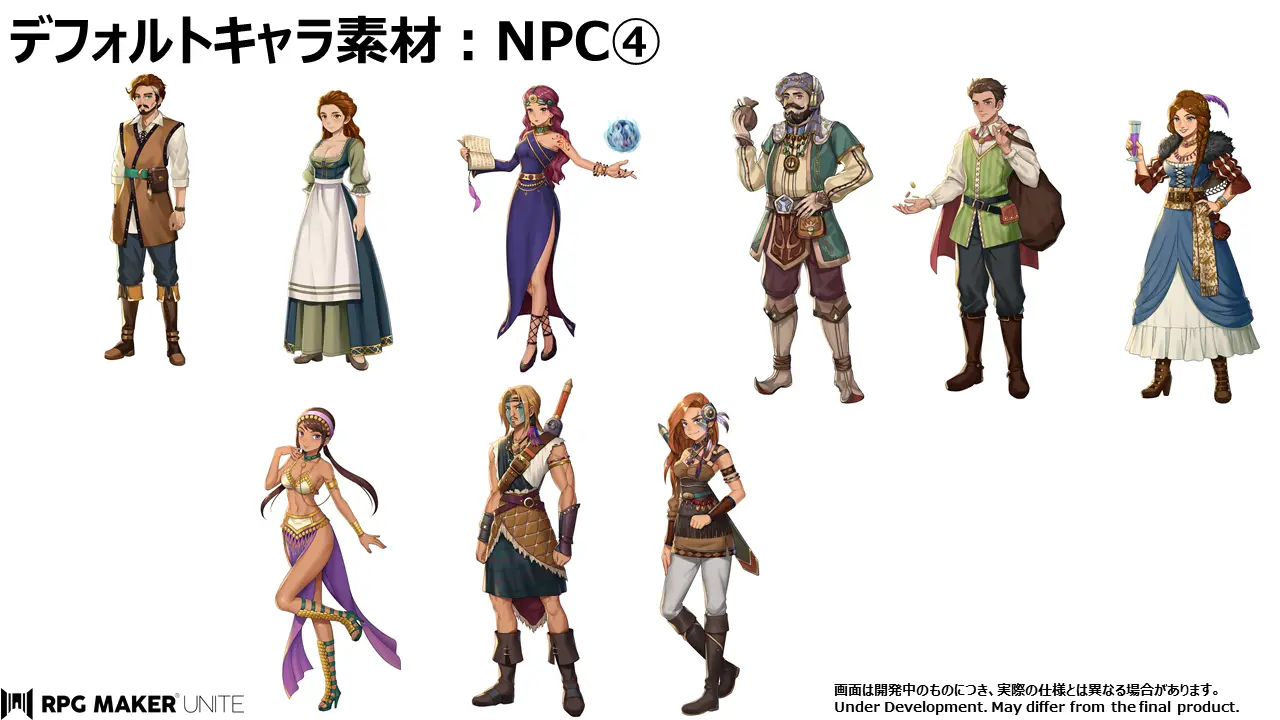 デフォルトキャラ素材：NPC④
画面は開発中のものにつき、実際の仕様とは異なる場合があります。
RPG MAKER® UNITE
Under Development. May differ from the final product.